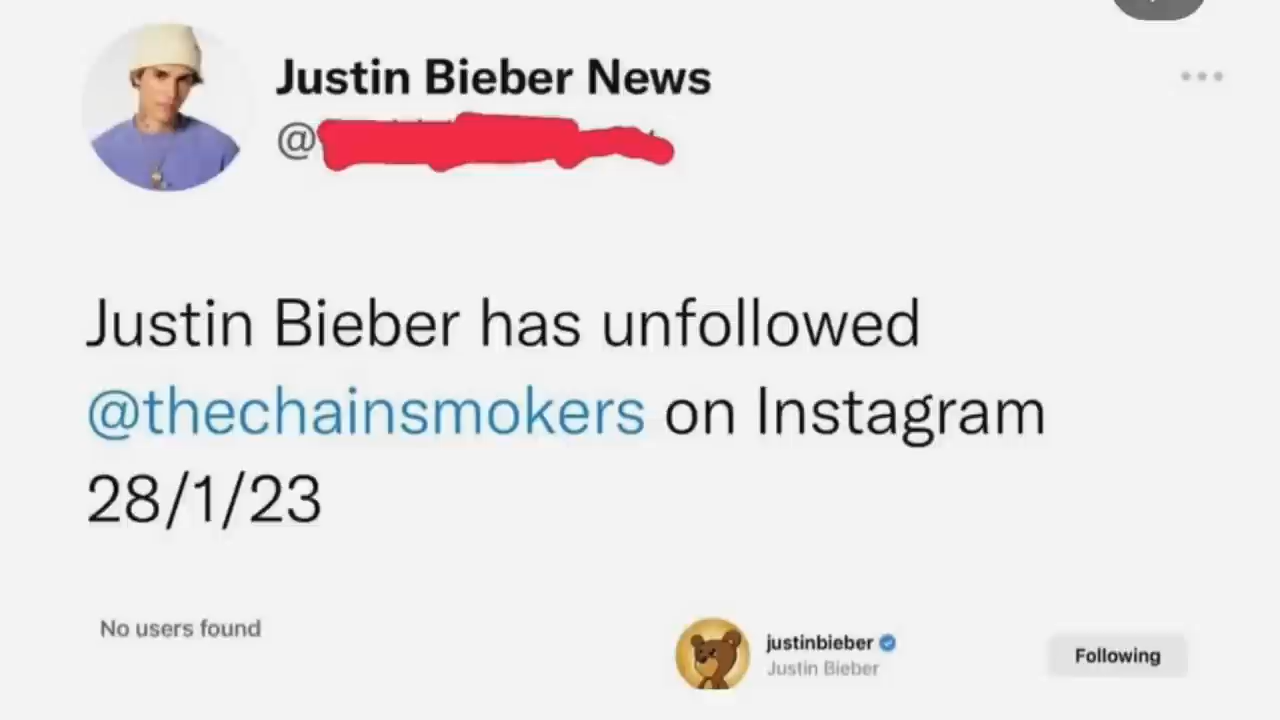 Justin Bieber News
@
Justin Bieber has unfollowed
@thechainsmokers on Instagram
28/1/23
No users found
justinbieber
Justin Bieber
Following